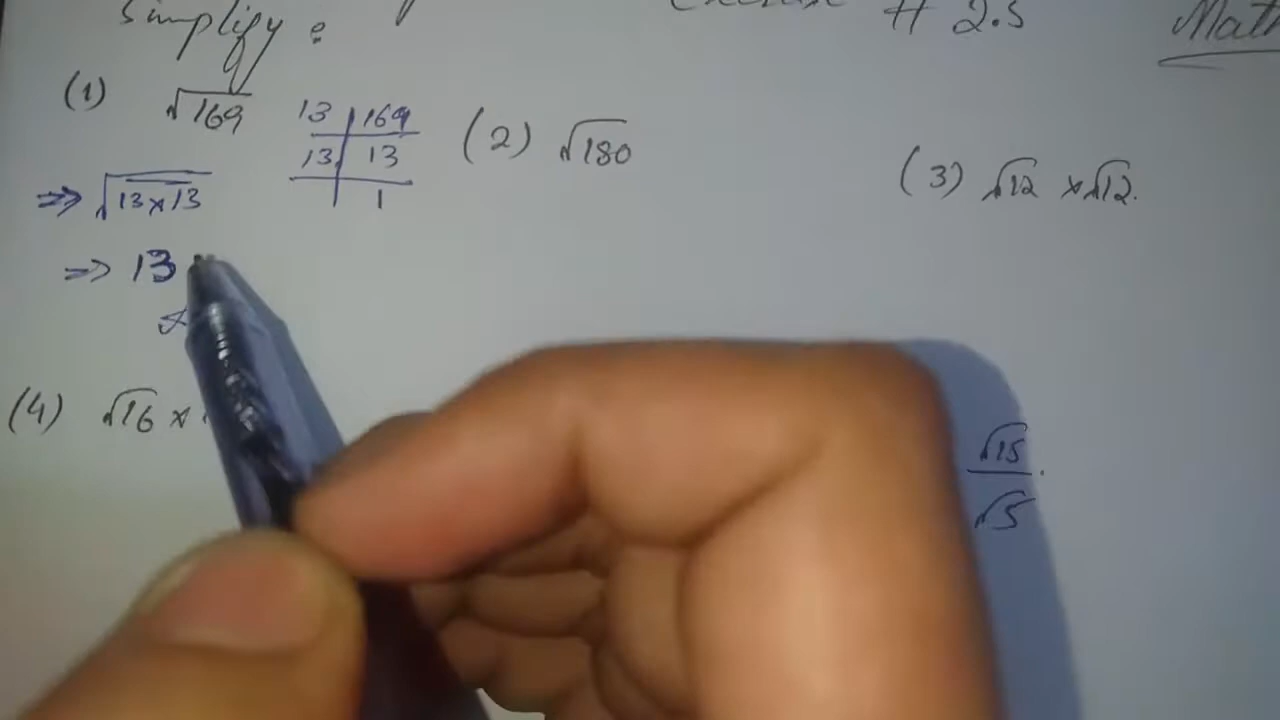 Simplify: # 2.5 Math
(1) √169
13 | 169
13 | 13
1
⇒ √13×13
⇒ 13
(2) √180
(3) √12 × √12.
(4) √16 ×
√15
√5